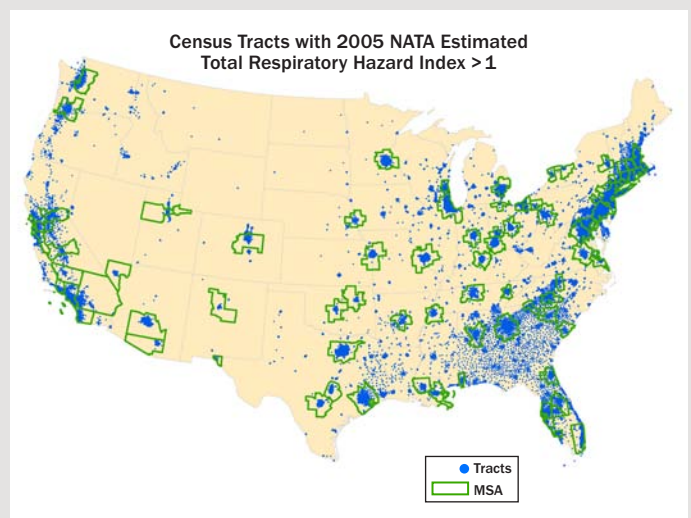 Census Tracts with 2005 NATA Estimated
Total Respiratory Hazard Index >1
Tracts
MSA